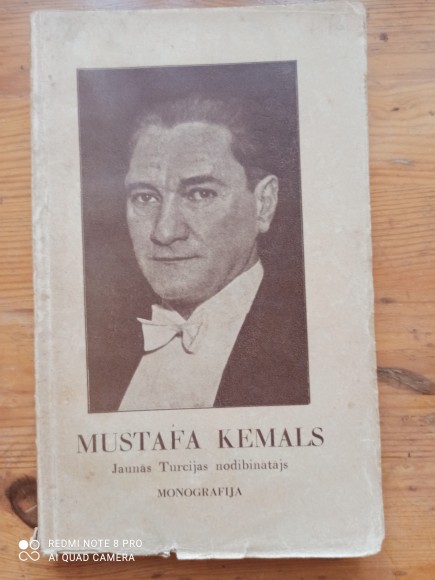 MUSTAFA KEMALS
Jaunās Turcijas nodibinatajs
MONOGRAFIJA
REDMI NOTE 8 PRO
AI QUAD CAMERA